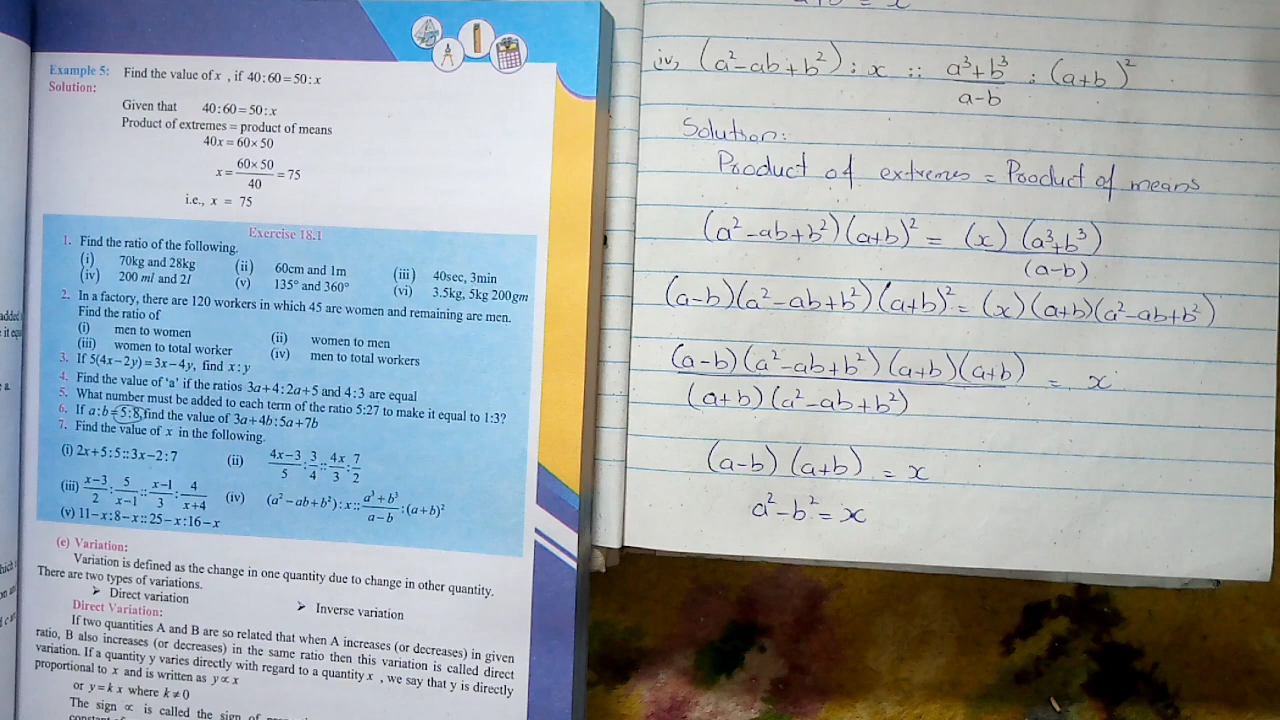 Example 5: Find the value of x , if 40:60=50:x
Solution:
Given that 40:60=50:x
Product of extremes = product of means
40x = 60 × 50
x = 60 × 50 / 40 = 75
i.e., x = 75
Exercise 18.1
1. Find the ratio of the following.
(i) 70kg and 28kg (ii) 60cm and 1m (iii) 40sec, 3min
(iv) 200 ml and 2l (v) 135° and 360° (vi) 3.5kg, 5kg 200gm
2. In a factory, there are 120 workers in which 45 are women and remaining are men.
Find the ratio of
(i) men to women (ii) women to men
(iii) women to total worker (iv) men to total workers
3. If 5(4x−2y)=3x−4y, find x:y
4. Find the value of 'a' if the ratios 3a+4:2a+5 and 4:3 are equal
5. What number must be added to each term of the ratio 5:27 to make it equal to 1:3?
6. If a:b=5:8, find the value of 3a+4b:5a+7b
7. Find the value of x in the following.
(i) 2x+5:5::3x−2:7 (ii) 4x−3/5 : 3/4 :: 4x/3 : 7/2
(iii) x−3/2 : 5/x−1 :: x−1/3 : 4/x+4 (iv) (a²−ab+b²):x:: a³+b³/a−b :(a+b)²
(v) 11−x:8−x::25−x:16−x
(c) Variation:
Variation is defined as the change in one quantity due to change in other quantity.
There are two types of variations.
➢ Direct variation ➢ Inverse variation
Direct Variation:
If two quantities A and B are so related that when A increases (or decreases) in given
ratio, B also increases (or decreases) in the same ratio then this variation is called direct
variation. If a quantity y varies directly with regard to a quantity x , we say that y is directly
proportional to x and is written as y∝x
or y=k x where k≠0
The sign ∝ is called the sign of
iv, (a²−ab+b²) : x :: a³+b³/a−b : (a+b)²
Solution:
Product of extremes = Product of means
(a²−ab+b²)(a+b)² = (x) (a³+b³)/(a−b)
(a−b)(a²−ab+b²)(a+b)² = (x)(a+b)(a²−ab+b²)
(a−b)(a²−ab+b²)(a+b)(a+b) / (a+b)(a²−ab+b²) = x
(a−b)(a+b) = x
a²−b² = x